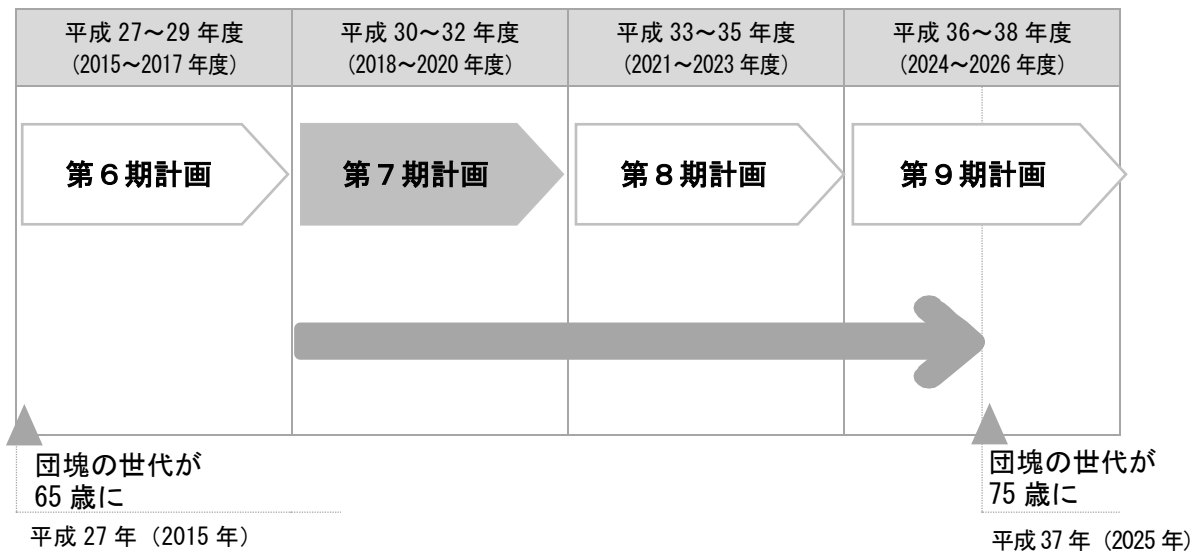 平成 27～29 年度
（2015～2017 年度）
平成 30～32 年度
（2018～2020 年度）
平成 33～35 年度
（2021～2023 年度）
平成 36～38 年度
（2024～2026 年度）
第６期計画
第７期計画
第８期計画
第９期計画
団塊の世代が
65 歳に
平成 27 年（2015 年）
団塊の世代が
75 歳に
平成 37 年（2025 年）